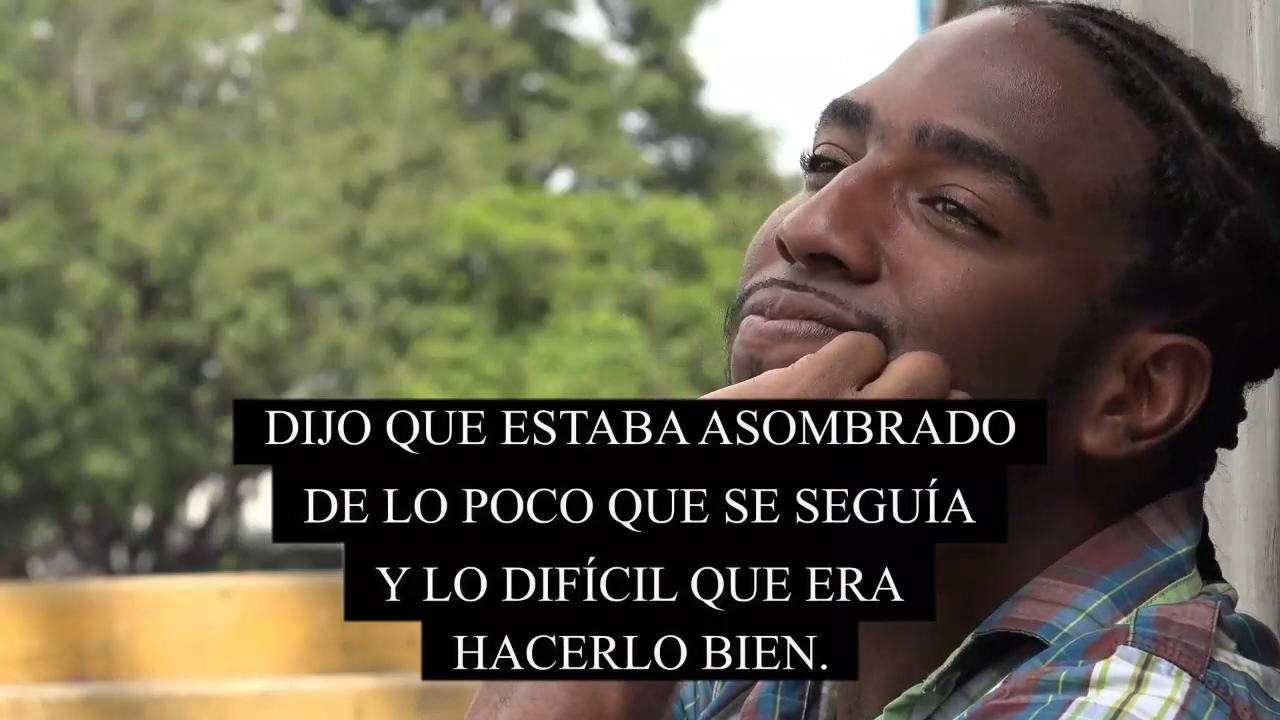 DIJO QUE ESTABA ASOMBRADO
DE LO POCO QUE SE SEGUÍA
Y LO DIFÍCIL QUE ERA
HACERLO BIEN.